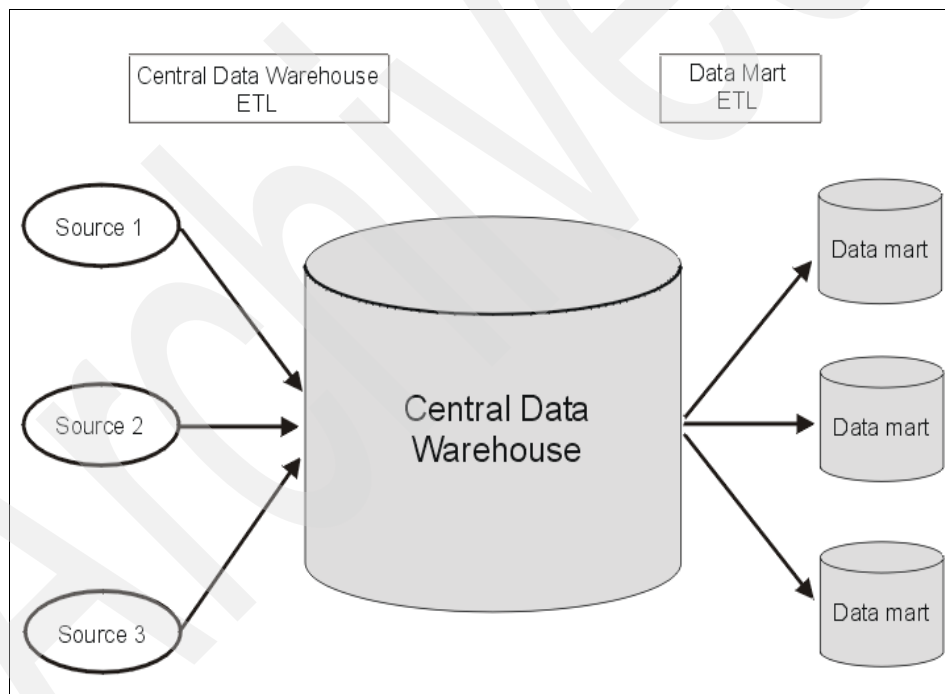 Central Data Warehouse
ETL
Data Mart
ETL
Source 1
Source 2
Source 3
Central Data
Warehouse
Data mart
Data mart
Data mart
Archived